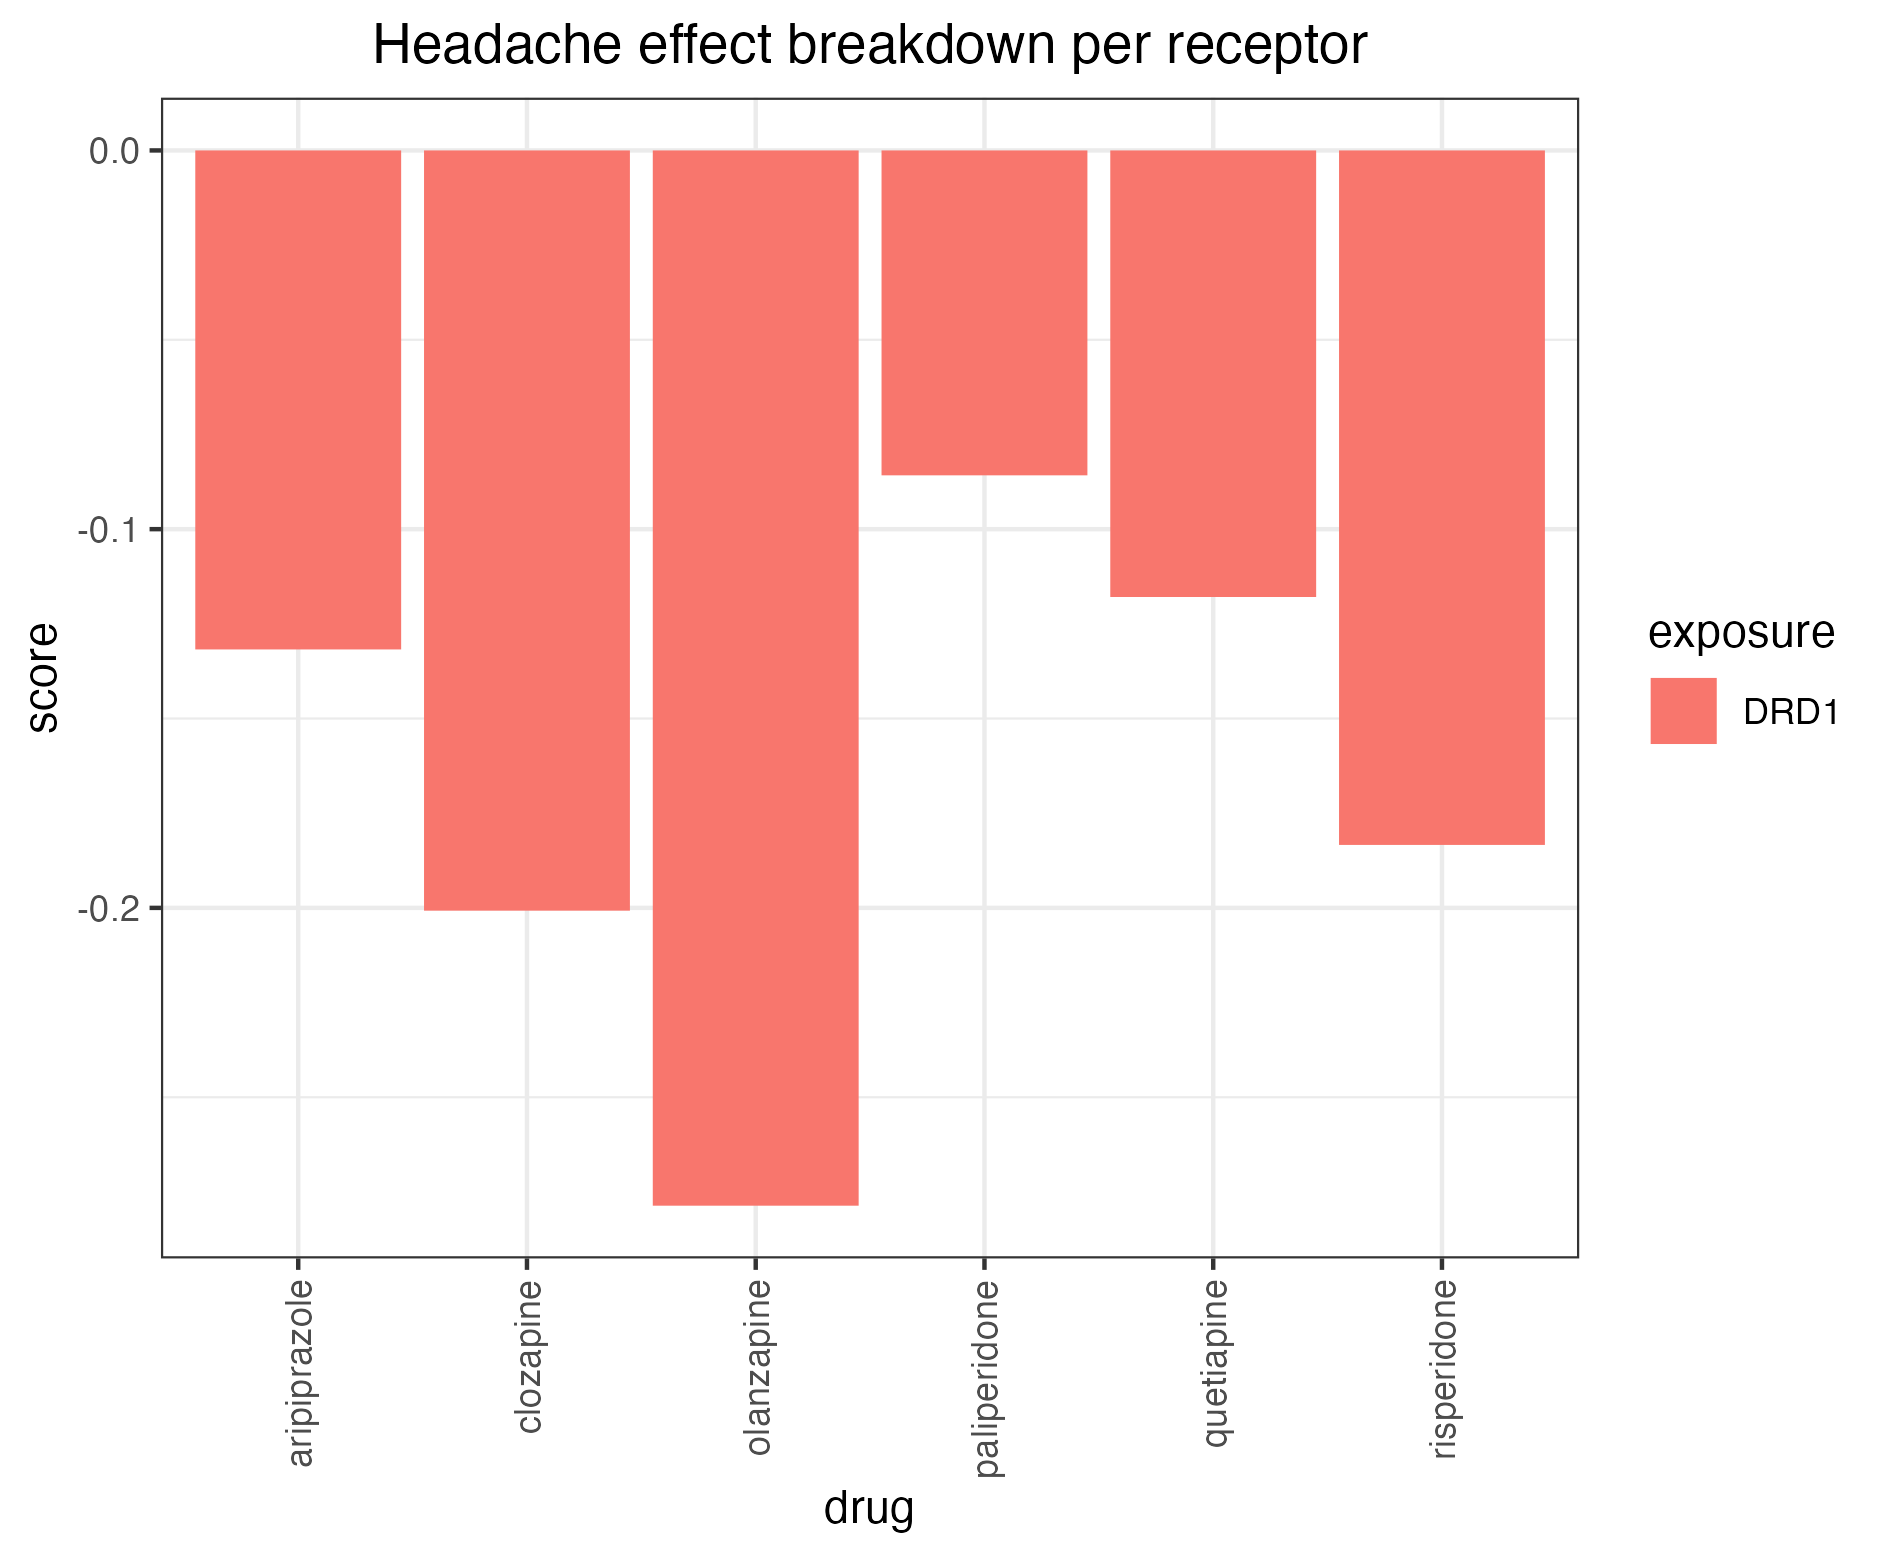 Headache effect breakdown per receptor
0.0
-0.1
-0.2
score
aripiprazole
clozapine
olanzapine
paliperidone
quetiapine
risperidone
drug
exposure
DRD1